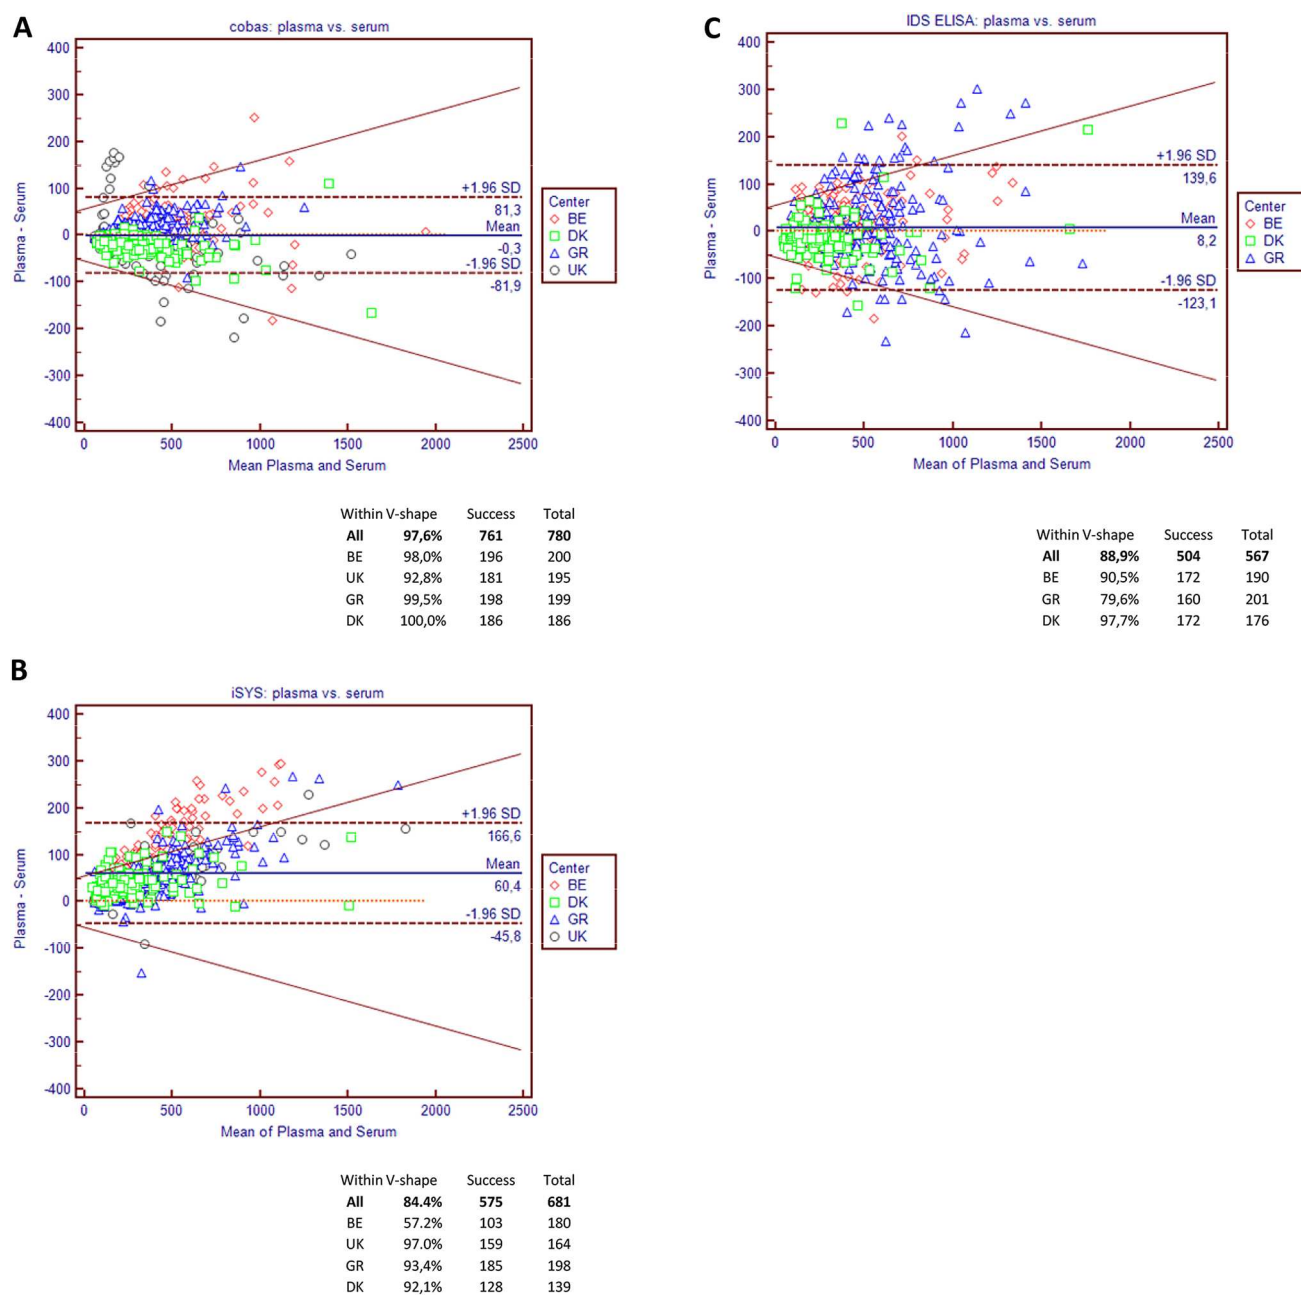 A
cobas: plasma vs. serum
400
300
200
100
0
-100
-200
-300
-400
Plasma - Serum
+1.96 SD
81,3
Mean
-0,3
-1.96 SD
-81,9
0 500 1000 1500 2000 2500
Mean Plasma and Serum
Center
BE
DK
GR
UK
Within V-shape Success Total
All 97,6% 761 780
BE 98,0% 196 200
UK 92,8% 181 195
GR 99,5% 198 199
DK 100,0% 186 186
B
iSYS: plasma vs. serum
400
300
200
100
0
-100
-200
-300
-400
Plasma - Serum
+1.96 SD
166,6
Mean
60,4
-1.96 SD
-45,8
0 500 1000 1500 2000 2500
Mean of Plasma and Serum
Center
BE
DK
GR
UK
Within V-shape Success Total
All 84.4% 575 681
BE 57.2% 103 180
UK 97.0% 159 164
GR 93,4% 185 198
DK 92,1% 128 139
C
IDS ELISA: plasma vs. serum
400
300
200
100
0
-100
-200
-300
-400
Plasma - Serum
+1.96 SD
139,6
Mean
8,2
-1.96 SD
-123,1
0 500 1000 1500 2000 2500
Mean of Plasma and Serum
Center
BE
DK
GR
Within V-shape Success Total
All 88,9% 504 567
BE 90,5% 172 190
GR 79,6% 160 201
DK 97,7% 172 176